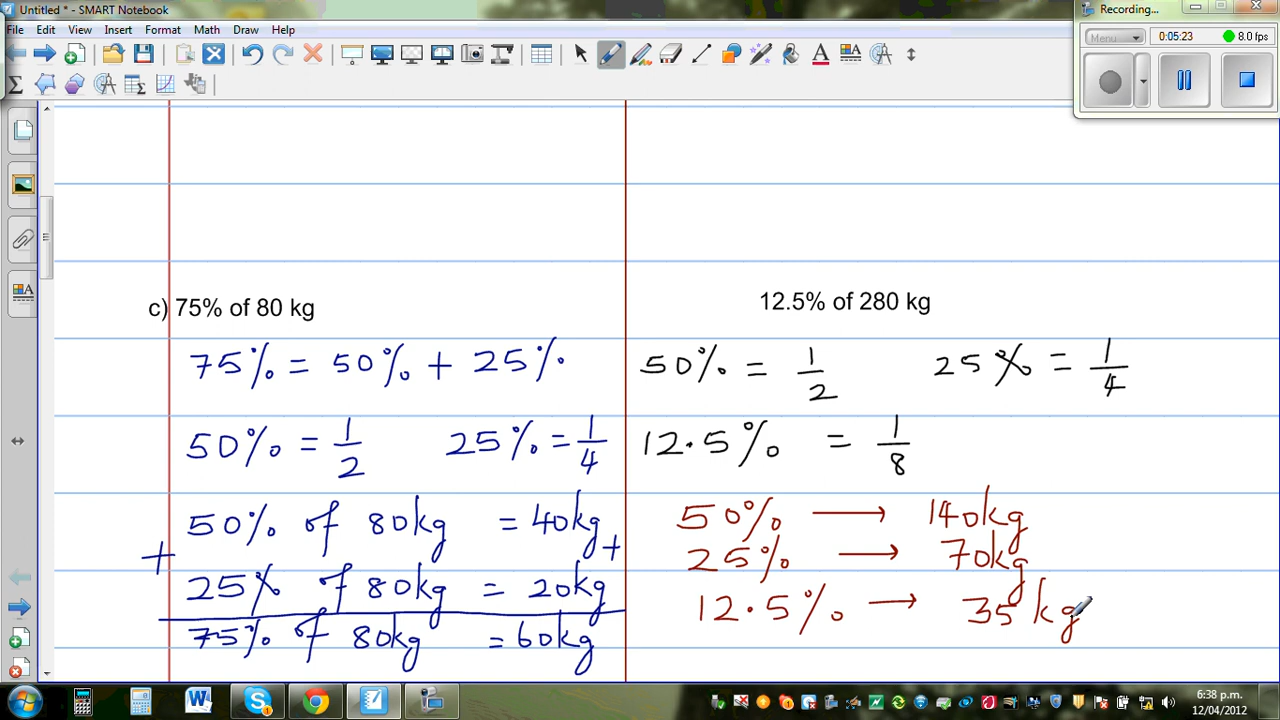 Untitled * - SMART Notebook
Recording...
File Edit View Insert Format Math Draw Help
Menu 0:05:23 8.0 fps
c) 75% of 80 kg
75% = 50% + 25%
50% = 1/2 25% = 1/4
50% of 80kg = 40kg
+ +
25% of 80kg = 20kg
75% of 80kg = 60kg
12.5% of 280 kg
50% = 1/2 25% = 1/4
12.5% = 1/8
50% → 140kg
25% → 70kg
12.5% → 35kg
6:38 p.m.
12/04/2012